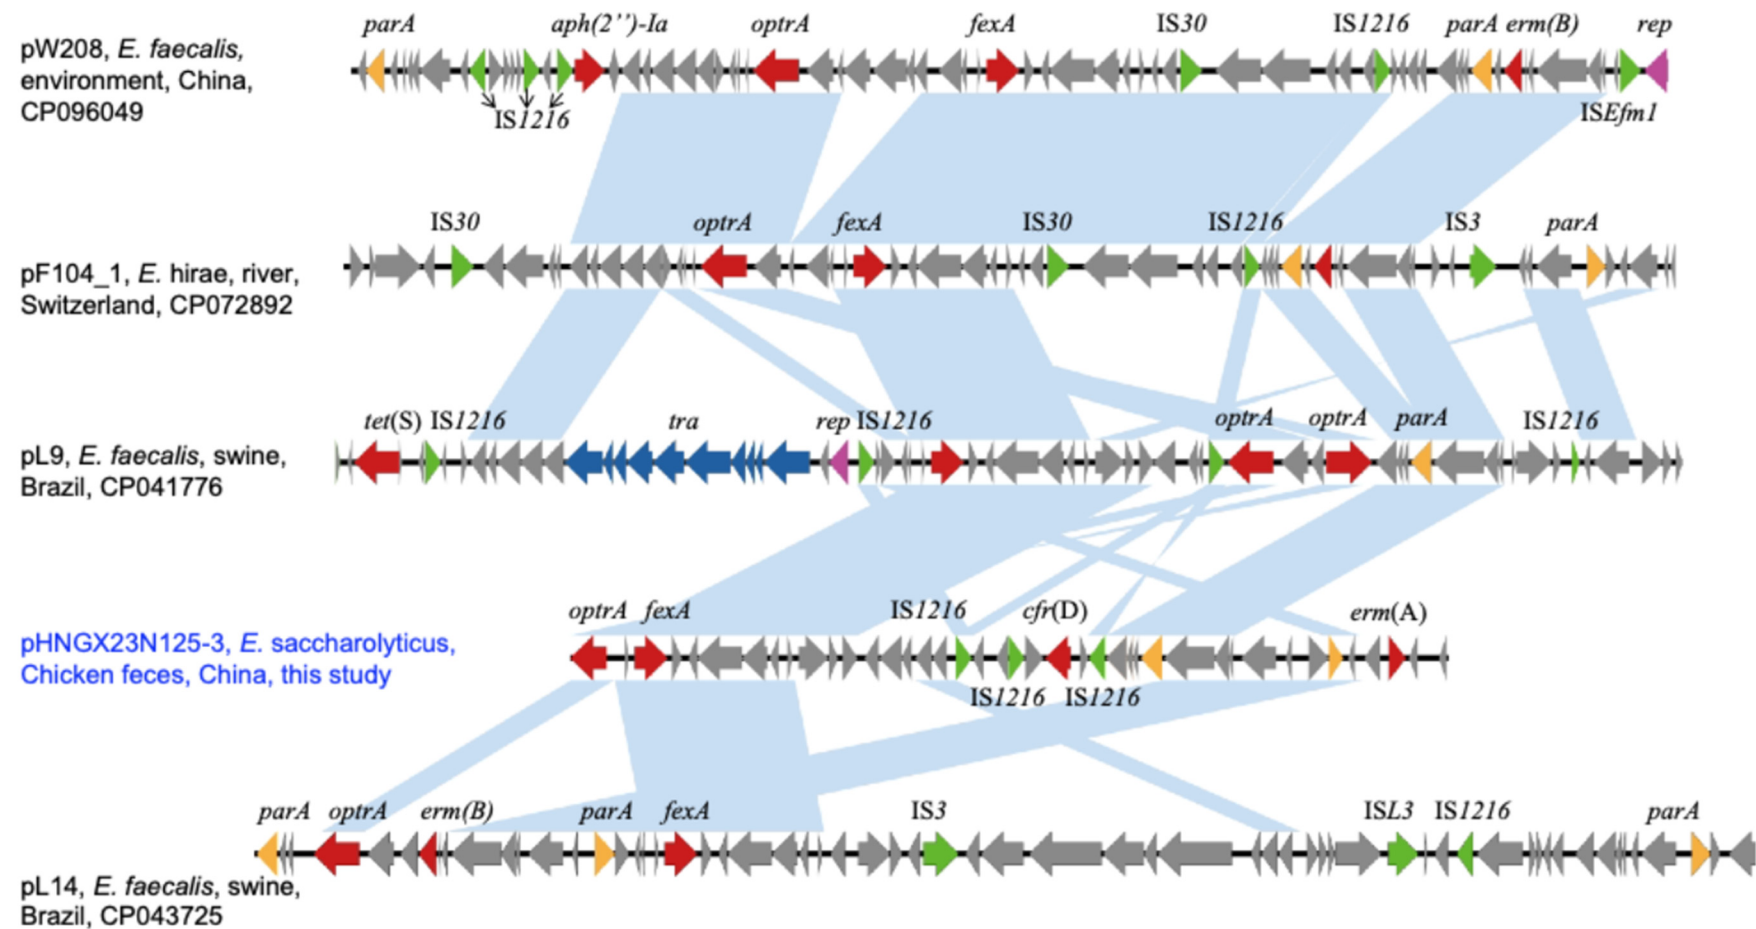 parA aph(2’’)-Ia optrA fexA IS30 IS1216 parA erm(B) rep
pW208, E. faecalis,
environment, China,
CP096049
IS1216 ISEfm1
IS30 optrA fexA IS30 IS1216 IS3 parA
pF104_1, E. hirae, river,
Switzerland, CP072892
tet(S) IS1216 tra rep IS1216 optrA optrA parA IS1216
pL9, E. faecalis, swine,
Brazil, CP041776
optrA fexA IS1216 cfr(D) erm(A)
pHNGX23N125-3, E. saccharolyticus,
Chicken feces, China, this study
IS1216 IS1216
parA optrA erm(B) parA fexA IS3 ISL3 IS1216 parA
pL14, E. faecalis, swine,
Brazil, CP043725